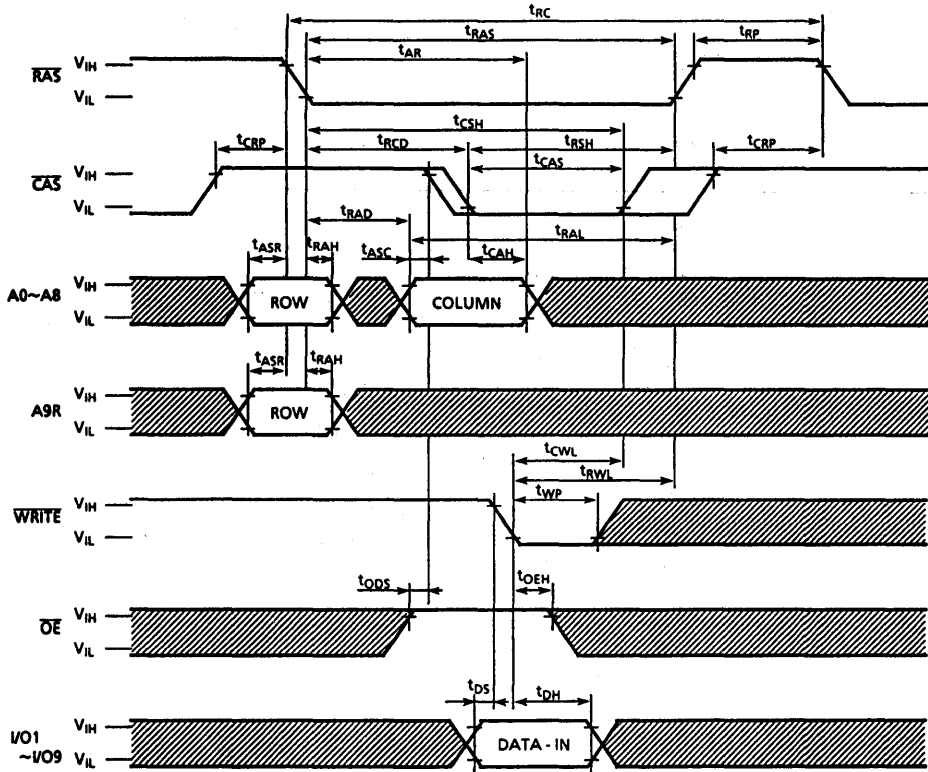 tRC
tRAS tRP
tAR
RAS VIH
VIL
tCSH
tCRP tRCD tRSH tCRP
CAS VIH tCAS
VIL
tRAD
tRAL
tASR tRAH tASC tCAH
A0~A8 VIH
VIL ROW COLUMN
tASR tRAH
A9R VIH
VIL ROW
tCWL
tRWL
WRITE VIH tWP
VIL
tODS tOEH
OE VIH
VIL
tDS tDH
I/O1 VIH
~I/O9 VIL DATA - IN